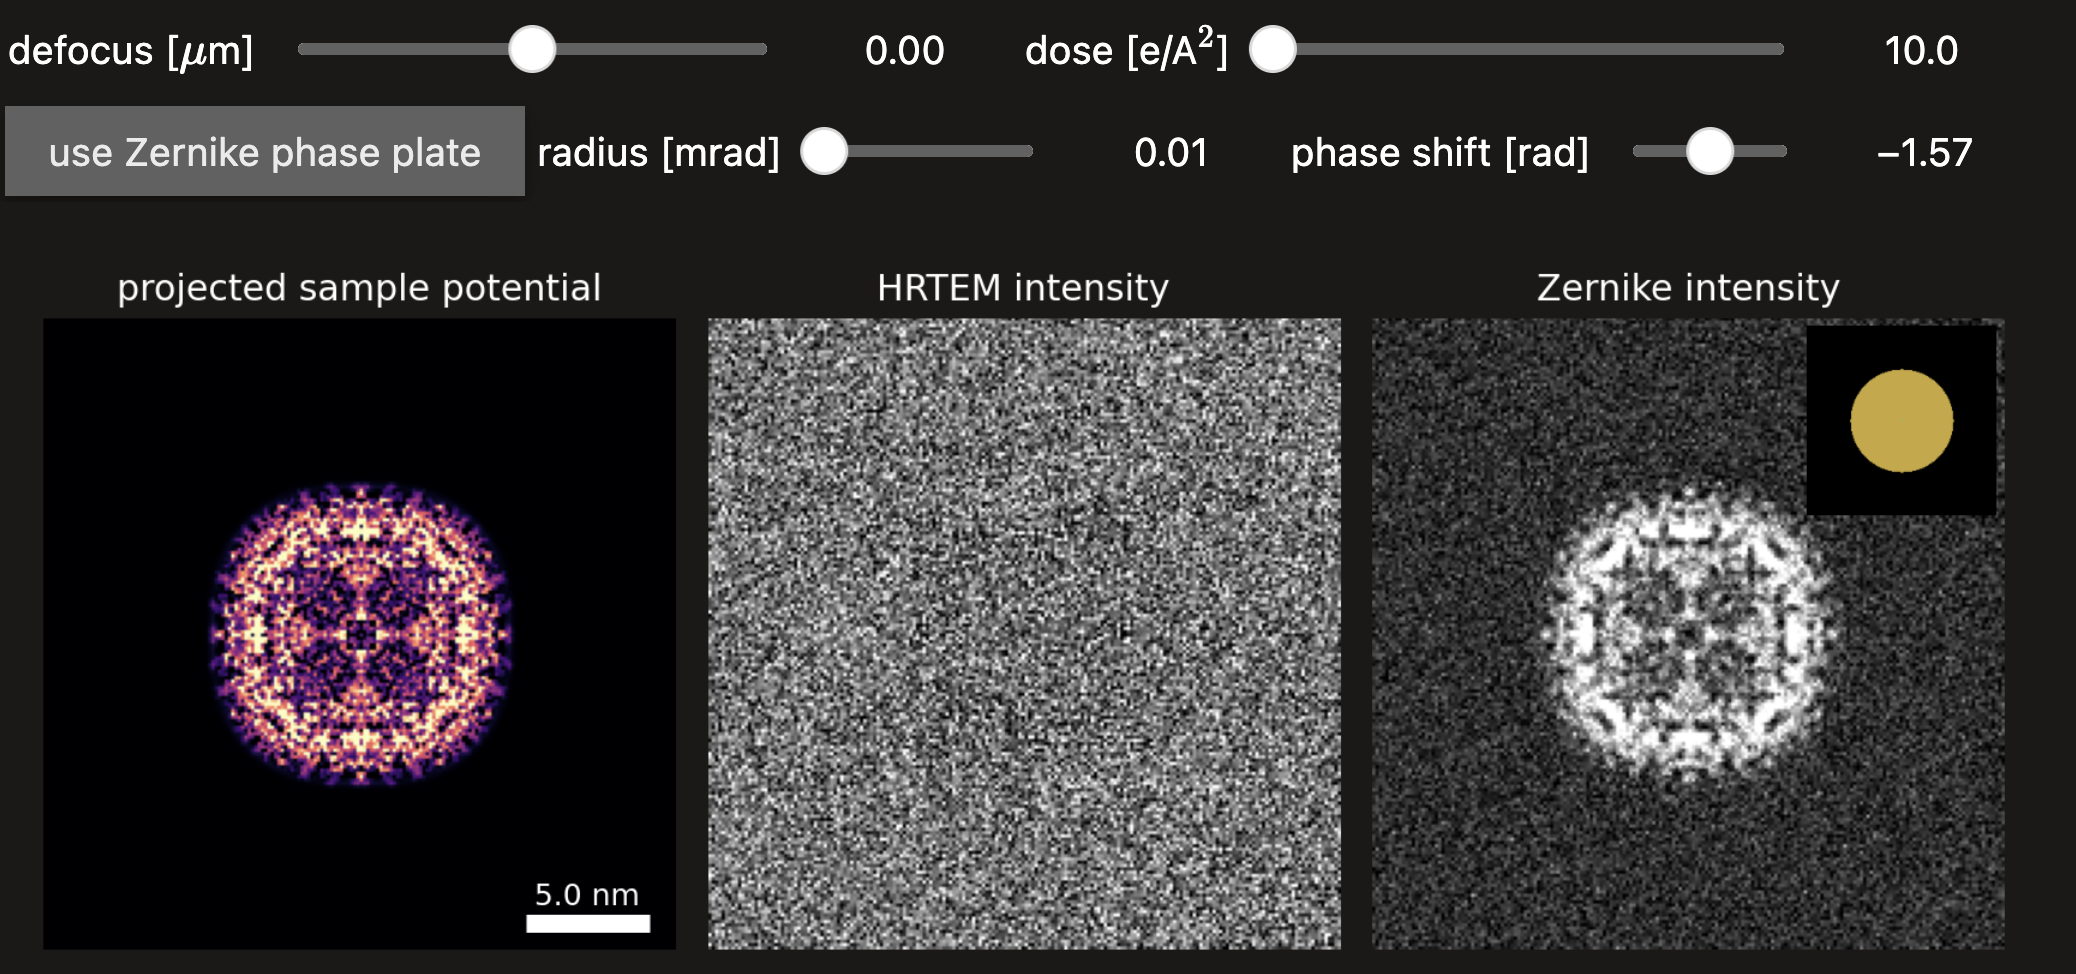 defocus [μm] 0.00 dose [e/A²] 10.0
use Zernike phase plate radius [mrad] 0.01 phase shift [rad] −1.57
projected sample potential HRTEM intensity Zernike intensity
5.0 nm